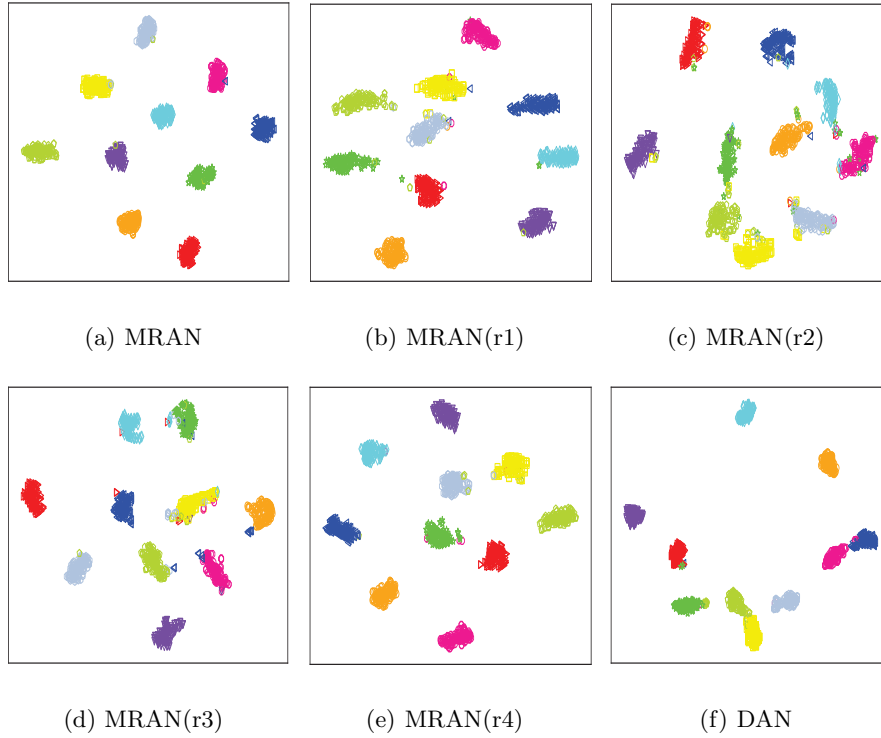 (a) MRAN
(b) MRAN(r1)
(c) MRAN(r2)
(d) MRAN(r3)
(e) MRAN(r4)
(f) DAN